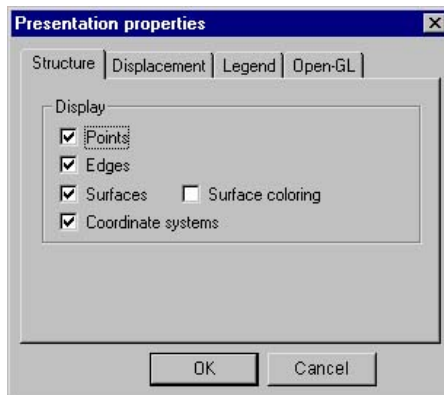 Presentation properties
Structure Displacement Legend Open-GL
Display
Points
Edges
Surfaces Surface coloring
Coordinate systems
OK Cancel